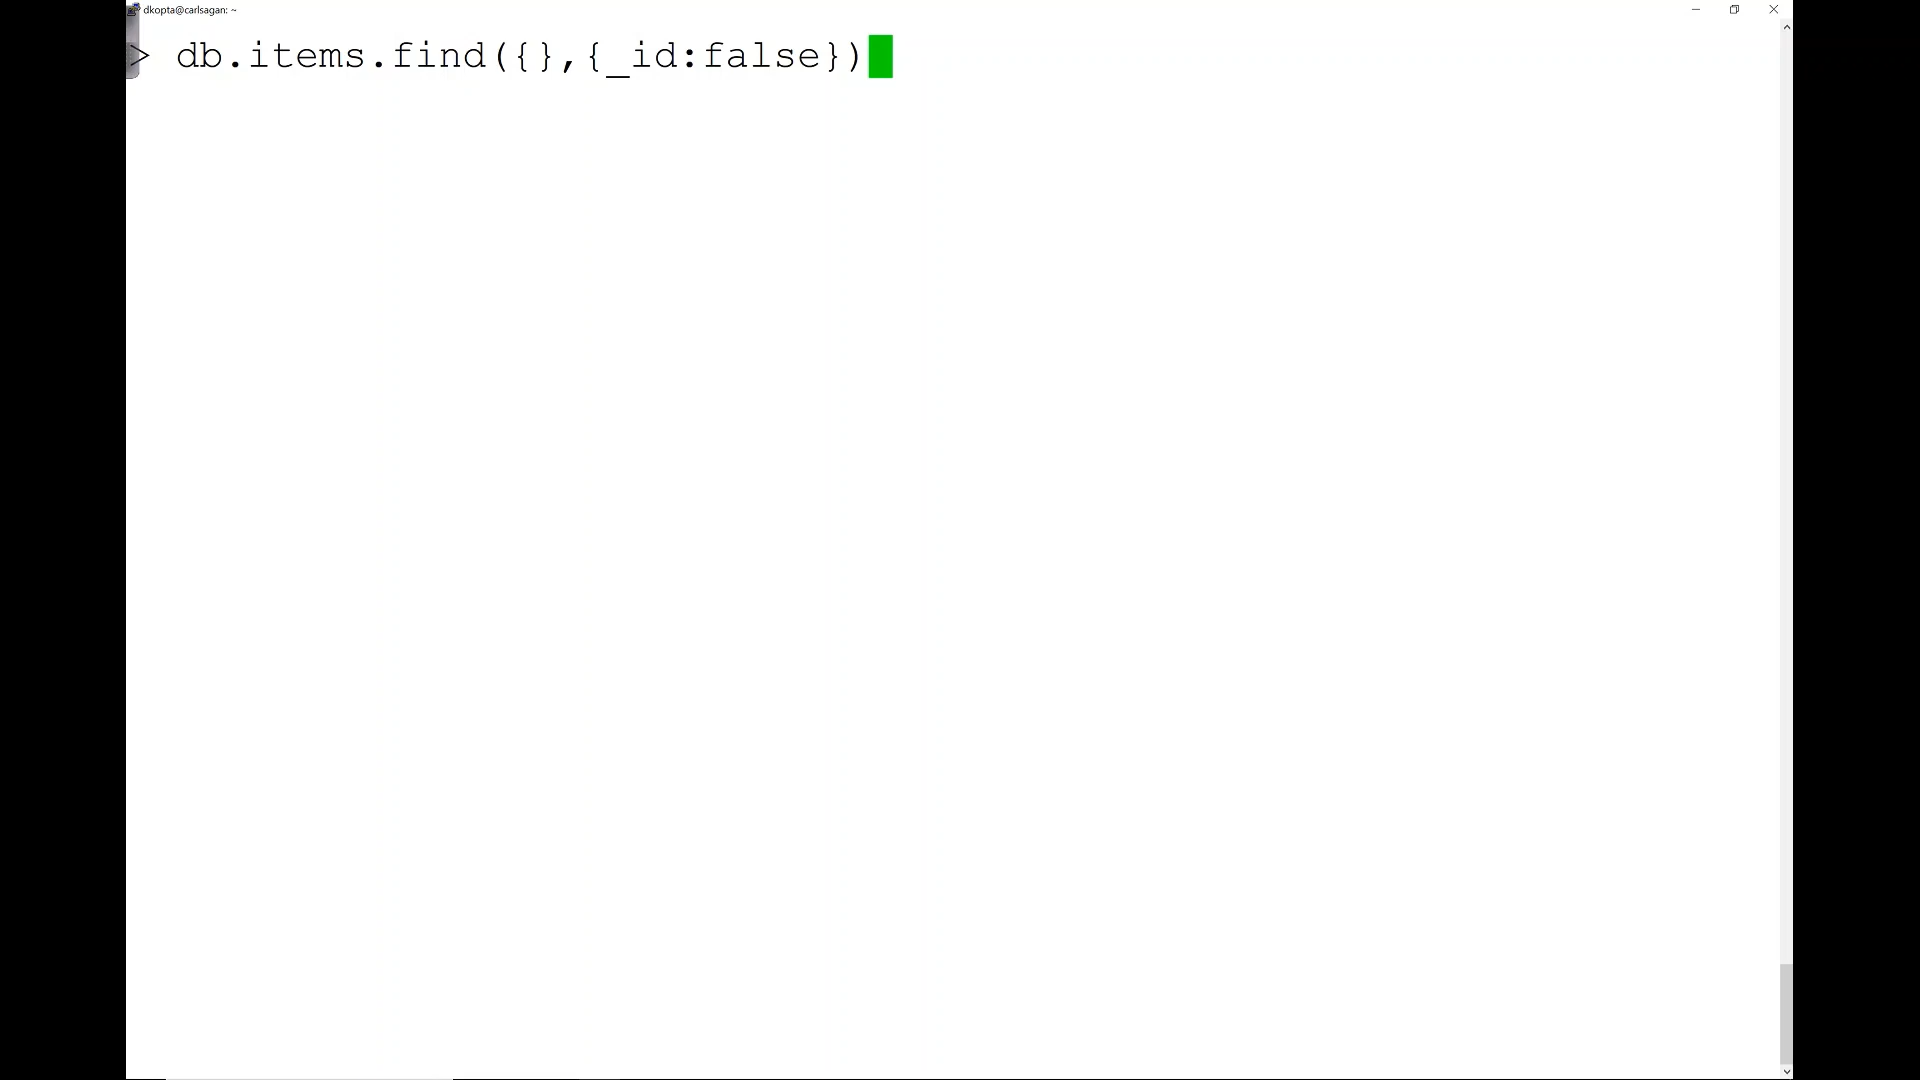 dkopta@carlsagan: ~
> db.items.find({},{_id:false})